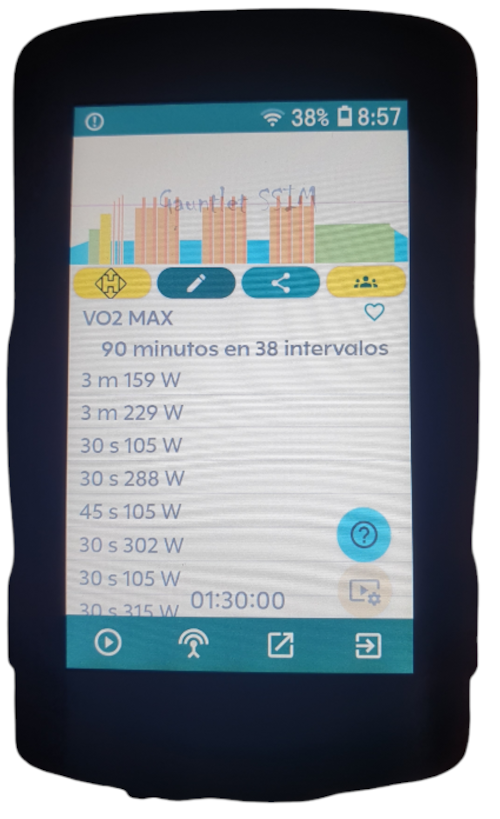 38% 8:57
Gauntlet SSTM
VO2 MAX
90 minutos en 38 intervalos
3 m 159 W
3 m 229 W
30 s 105 W
30 s 288 W
45 s 105 W
30 s 302 W
30 s 105 W
01:30:00
30 s 315 W